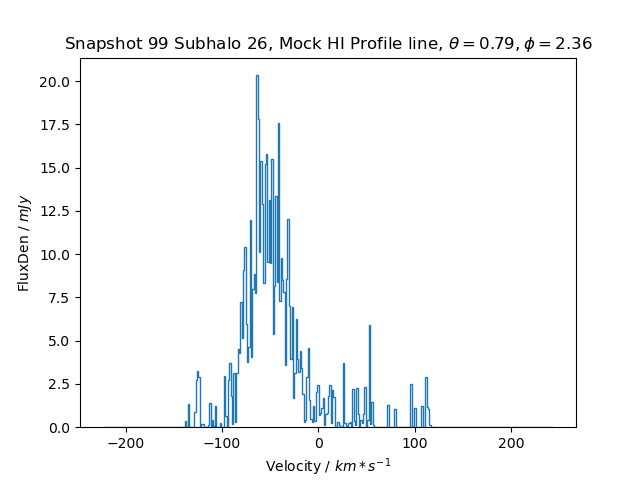 Snapshot 99 Subhalo 26, Mock HI Profile line, θ = 0.79, ϕ = 2.36
20.0
17.5
15.0
12.5
10.0
7.5
5.0
2.5
0.0
FluxDen / mJy
−200 −100 0 100 200
Velocity / km * s⁻¹